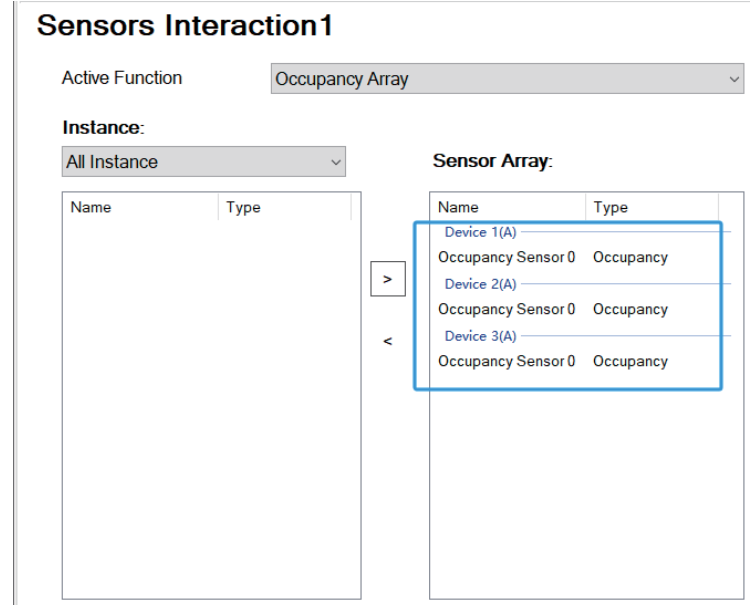 Sensors Interaction1
Active Function Occupancy Array
Instance:
All Instance
Sensor Array:
Name Type
Name Type
Device 1(A)
Occupancy Sensor 0 Occupancy
>
Device 2(A)
Occupancy Sensor 0 Occupancy
<
Device 3(A)
Occupancy Sensor 0 Occupancy